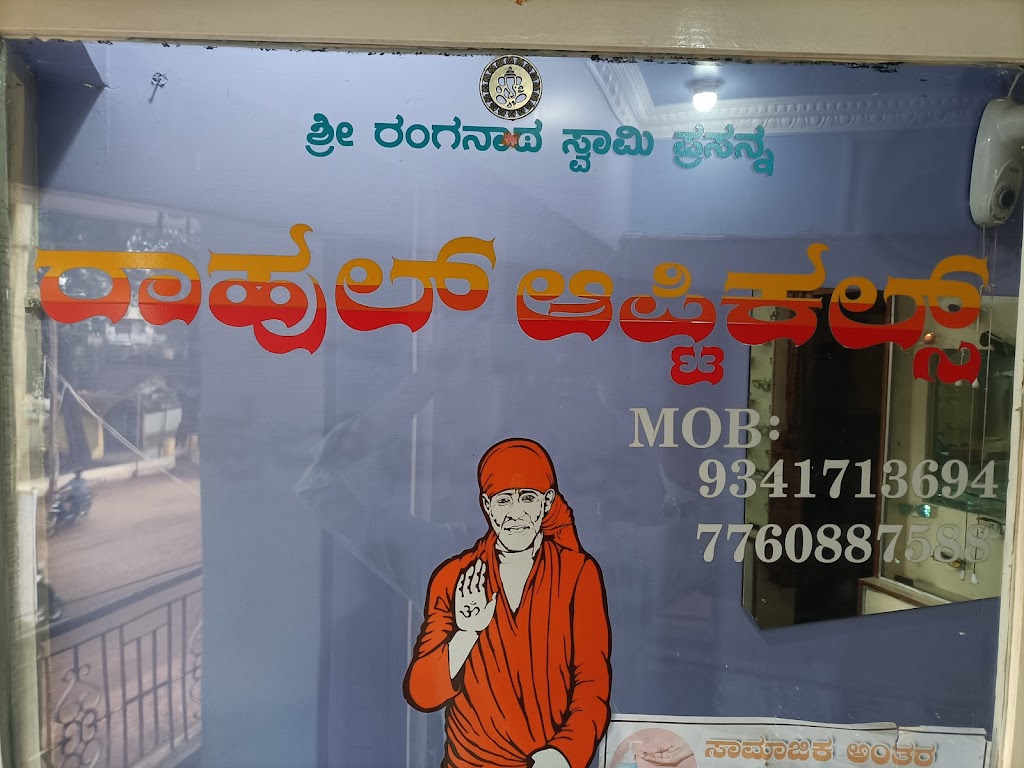 ಶ್ರೀ ರಂಗನಾಥ ಸ್ವಾಮಿ ಪ್ರಸನ್ನ
ರಾಹುಲ್ ಆಪ್ಟಿಕಲ್ಸ್
MOB:
9341713694
7760887588
ॐ
ಸಾಮಾಜಿಕ ಅಂತರ